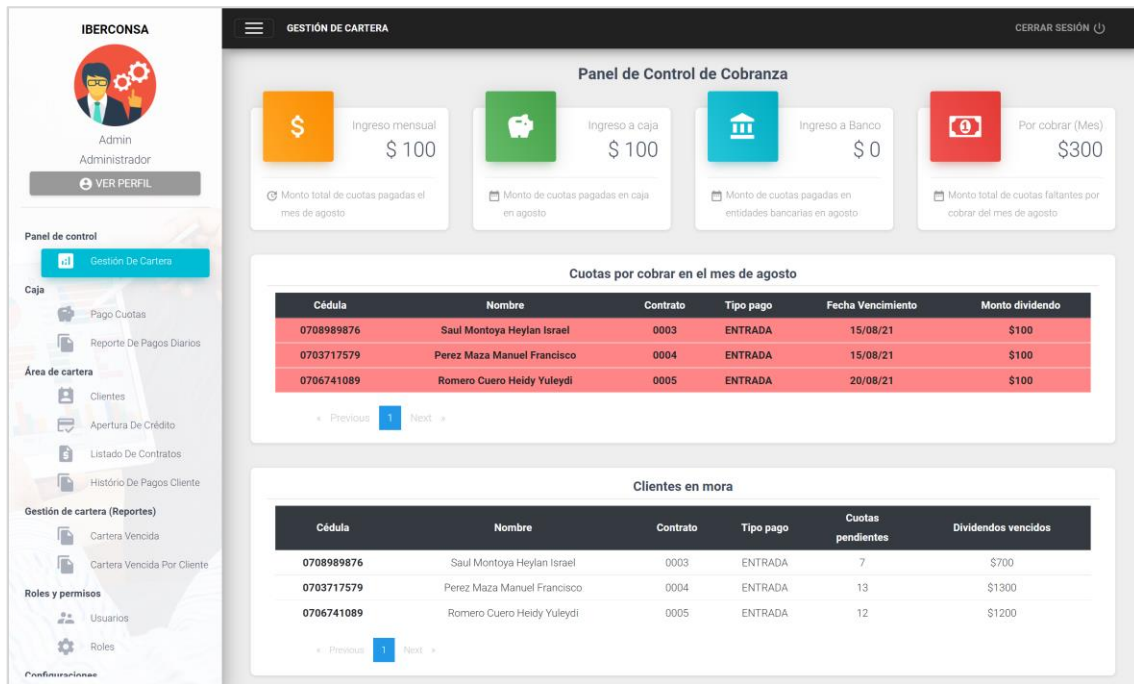 IBERCONSA
Admin
Administrador
VER PERFIL
Panel de control
Gestión De Cartera
Caja
Pago Cuotas
Reporte De Pagos Diarios
Área de cartera
Clientes
Apertura De Crédito
Listado De Contratos
Histório De Pagos Cliente
Gestión de cartera (Reportes)
Cartera Vencida
Cartera Vencida Por Cliente
Roles y permisos
Usuarios
Roles
Configuraciones
GESTIÓN DE CARTERA
CERRAR SESIÓN
Panel de Control de Cobranza
Ingreso mensual
$ 100
Monto total de cuotas pagadas el
mes de agosto
Ingreso a caja
$ 100
Monto de cuotas pagadas en caja
en agosto
Ingreso a Banco
$ 0
Monto de cuotas pagadas en
entidades bancarias en agosto
Por cobrar (Mes)
$300
Monto total de cuotas faltantes por
cobrar del mes de agosto
Cuotas por cobrar en el mes de agosto
Cédula Nombre Contrato Tipo pago Fecha Vencimiento Monto dividendo
0708989876 Saul Montoya Heylan Israel 0003 ENTRADA 15/08/21 $100
0703717579 Perez Maza Manuel Francisco 0004 ENTRADA 15/08/21 $100
0706741089 Romero Cuero Heidy Yuleydi 0005 ENTRADA 20/08/21 $100
« Previous 1 Next »
Clientes en mora
Cédula Nombre Contrato Tipo pago Cuotas pendientes Dividendos vencidos
0708989876 Saul Montoya Heylan Israel 0003 ENTRADA 7 $700
0703717579 Perez Maza Manuel Francisco 0004 ENTRADA 13 $1300
0706741089 Romero Cuero Heidy Yuleydi 0005 ENTRADA 12 $1200
« Previous 1 Next »